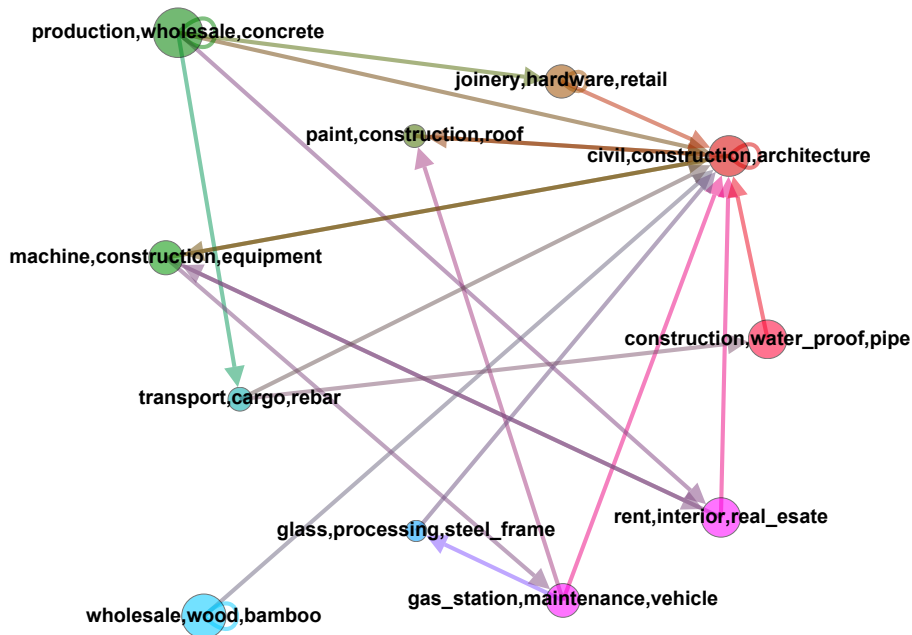 production,wholesale,concrete
joinery,hardware,retail
paint,construction,roof
civil,construction,architecture
machine,construction,equipment
construction,water_proof,pipe
transport,cargo,rebar
rent,interior,real_esate
glass,processing,steel_frame
gas_station,maintenance,vehicle
wholesale,wood,bamboo